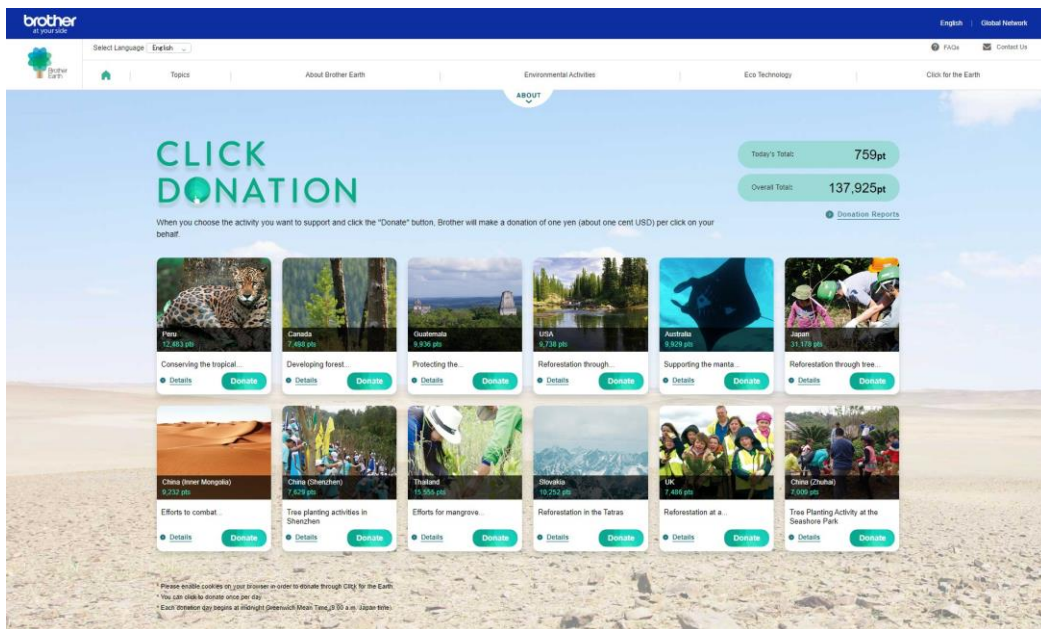 brother
at your side
English
Global Network
Brother
Earth
Select Language
English
FAQs
Contact Us
Topics
About Brother Earth
Environmental Activities
Eco Technology
Click for the Earth
ABOUT
CLICK
DONATION
Today's Total:
759pt
Overall Total:
137,925pt
Donation Reports
When you choose the activity you want to support and click the "Donate" button, Brother will make a donation of one yen (about one cent USD) per click on your
behalf.
Peru
12,483 pts
Conserving the tropical...
Details
Donate
Canada
7,498 pts
Developing forest...
Details
Donate
Guatemala
9,936 pts
Protecting the...
Details
Donate
USA
9,738 pts
Reforestation through...
Details
Donate
Australia
9,929 pts
Supporting the manta...
Details
Donate
Japan
31,178 pts
Reforestation through tree...
Details
Donate
China (Inner Mongolia)
9,232 pts
Efforts to combat...
Details
Donate
China (Shenzhen)
7,629 pts
Tree planting activities in
Shenzhen
Details
Donate
Thailand
15,555 pts
Efforts for mangrove...
Details
Donate
Slovakia
10,252 pts
Reforestation in the Tatras
Details
Donate
UK
7,486 pts
Reforestation at a...
Details
Donate
China (Zhuhai)
7,009 pts
Tree Planting Activity at the
Seashore Park
Details
Donate
* Please enable cookies on your browser in order to donate through Click for the Earth.
* You can click to donate once per day.
* Each donation day begins at midnight Greenwich Mean Time (9:00 a.m. Japan time).